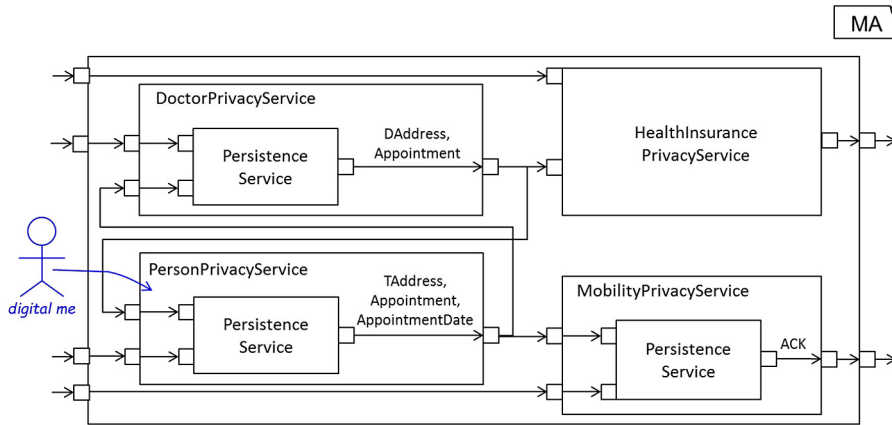 MA
DoctorPrivacyService
Persistence
Service
DAddress,
Appointment
HealthInsurance
PrivacyService
digital me
PersonPrivacyService
Persistence
Service
TAddress,
Appointment,
AppointmentDate
MobilityPrivacyService
Persistence
Service
ACK